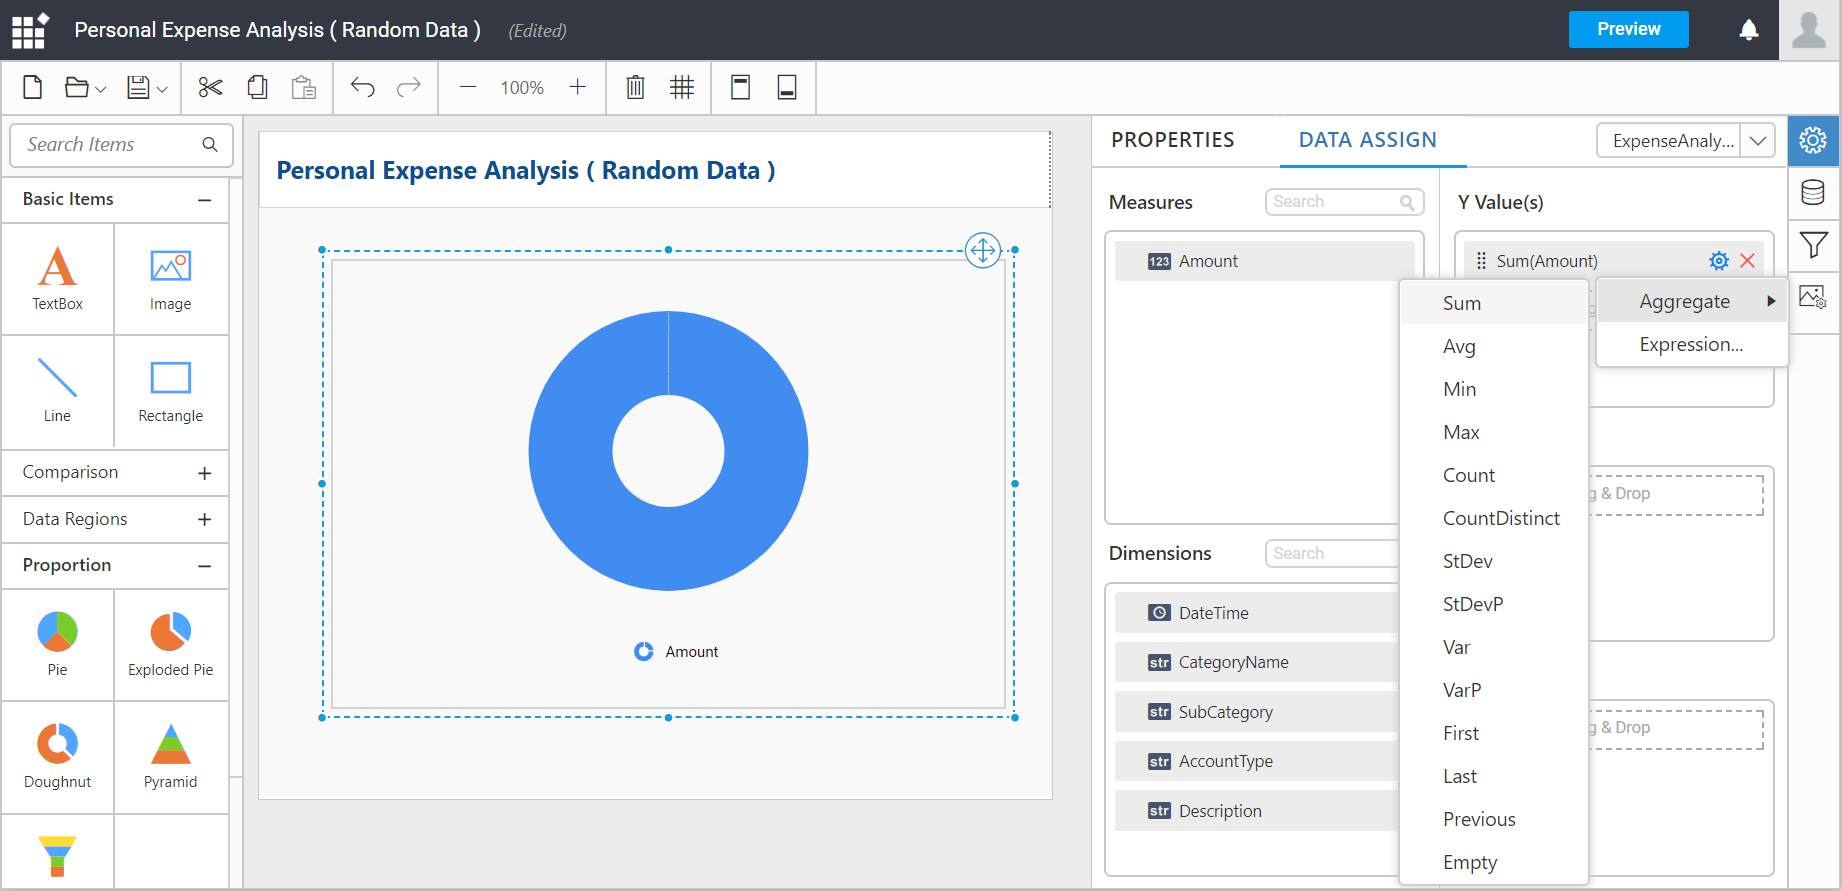 Personal Expense Analysis ( Random Data ) (Edited)
Preview
100%
Search Items
Basic Items
TextBox
Image
Line
Rectangle
Comparison
Data Regions
Proportion
Pie
Exploded Pie
Doughnut
Pyramid
Personal Expense Analysis ( Random Data )
Amount
PROPERTIES
DATA ASSIGN
ExpenseAnaly...
Measures
Search
123 Amount
Dimensions
Search
DateTime
str CategoryName
str SubCategory
str AccountType
str Description
Y Value(s)
Sum(Amount)
Aggregate
Expression...
Sum
Avg
Min
Max
Count
CountDistinct
StDev
StDevP
Var
VarP
First
Last
Previous
Empty
g & Drop
g & Drop